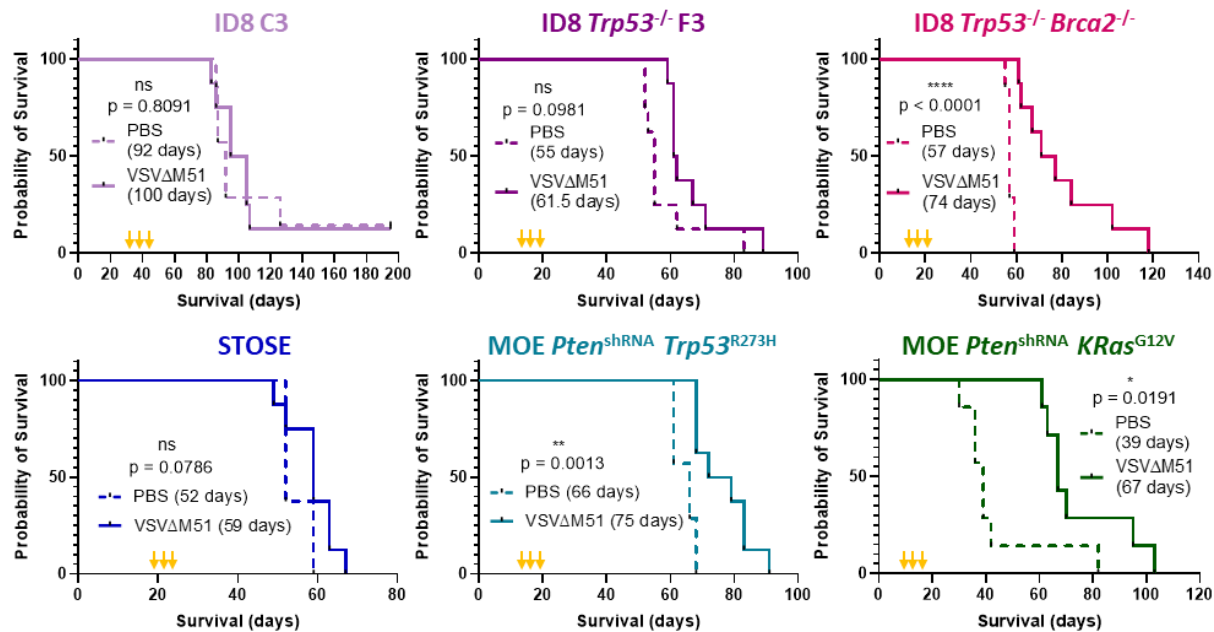 ID8 C3
Probability of Survival
100
50
0
ns
p = 0.8091
PBS
(92 days)
VSVΔM51
(100 days)
0 20 40 60 80 100 120 140 160 180 200
Survival (days)
ID8 Trp53-/- F3
Probability of Survival
100
50
0
ns
p = 0.0981
PBS
(55 days)
VSVΔM51
(61.5 days)
0 20 40 60 80 100
Survival (days)
ID8 Trp53-/- Brca2-/-
Probability of Survival
100
50
0
****
p < 0.0001
PBS
(57 days)
VSVΔM51
(74 days)
0 20 40 60 80 100 120 140
Survival (days)
STOSE
Probability of Survival
100
50
0
ns
p = 0.0786
PBS (52 days)
VSVΔM51 (59 days)
0 20 40 60 80
Survival (days)
MOE PtenshRNA Trp53R273H
Probability of Survival
100
50
0
**
p = 0.0013
PBS (66 days)
VSVΔM51 (75 days)
0 20 40 60 80 100
Survival (days)
MOE PtenshRNA KRasG12V
Probability of Survival
100
50
0
*
p = 0.0191
PBS
(39 days)
VSVΔM51
(67 days)
0 20 40 60 80 100 120
Survival (days)